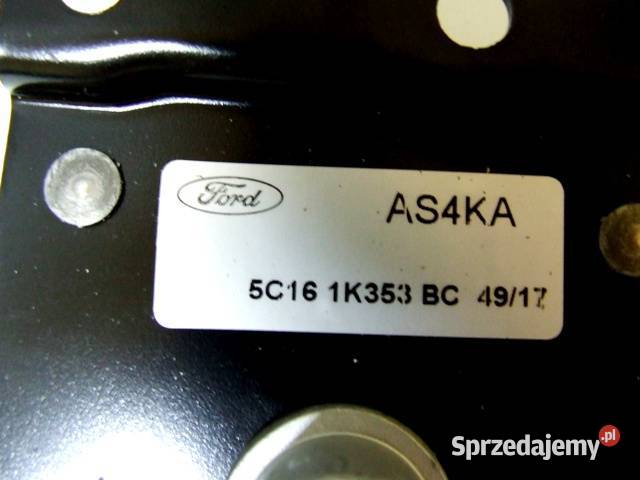 Ford
AS4KA
5C16 1K353 BC 49/17
Sprzedajemy.pl